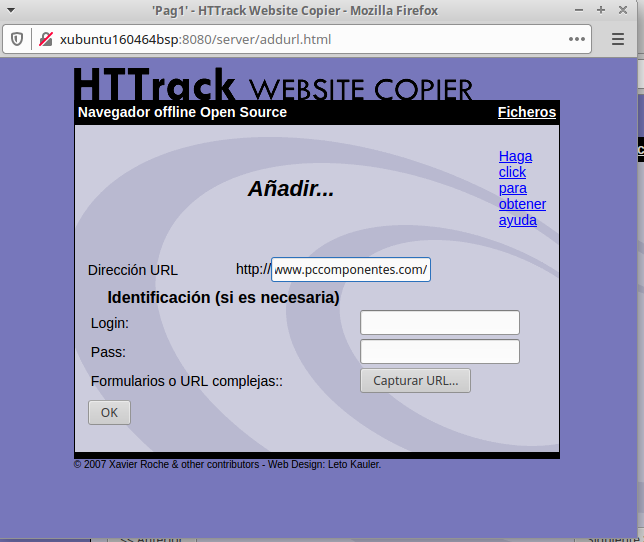 'Pag1' - HTTrack Website Copier - Mozilla Firefox
xubuntu160464bsp:8080/server/addurl.html
HTTrack WEBSITE COPIER
Navegador offline Open Source Ficheros
Haga
click
para
obtener
ayuda
Añadir...
Dirección URL http:// www.pccomponentes.com/
Identificación (si es necesaria)
Login:
Pass:
Formularios o URL complejas:: Capturar URL...
OK
© 2007 Xavier Roche & other contributors - Web Design: Leto Kauler.
<< Anterior Siguiente